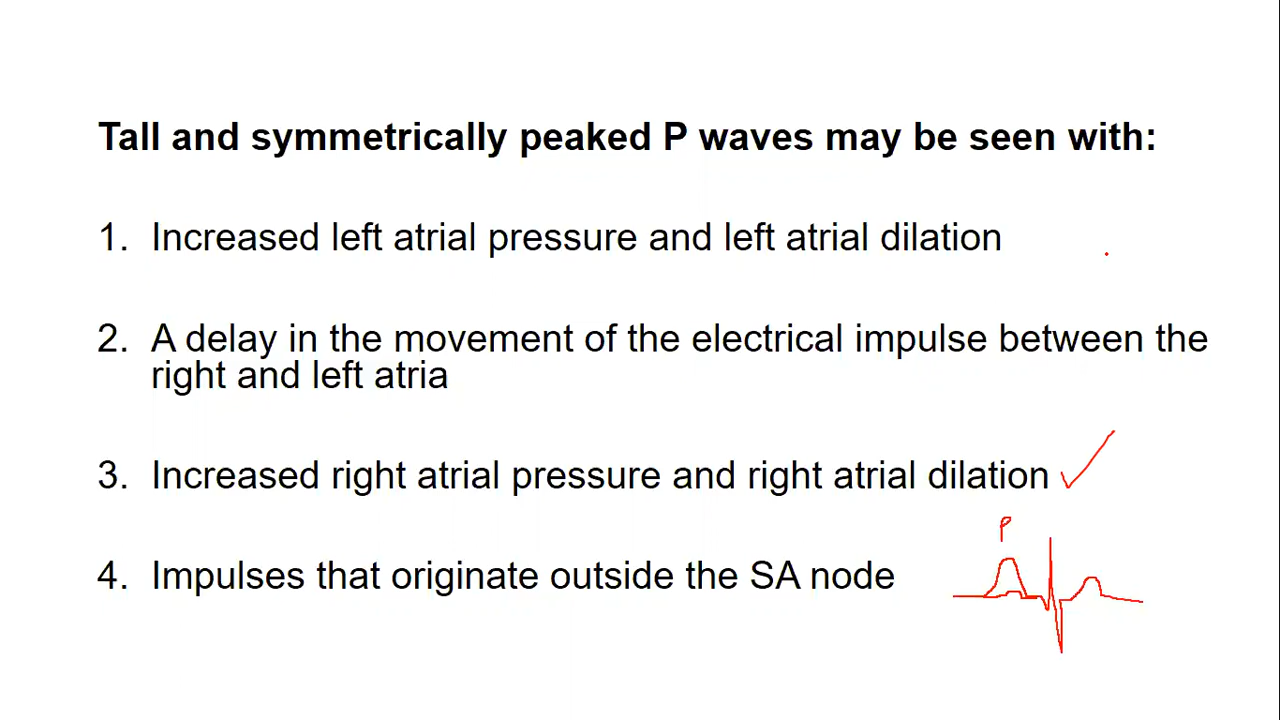 Tall and symmetrically peaked P waves may be seen with:
1. Increased left atrial pressure and left atrial dilation
2. A delay in the movement of the electrical impulse between the
right and left atria
3. Increased right atrial pressure and right atrial dilation
P
4. Impulses that originate outside the SA node